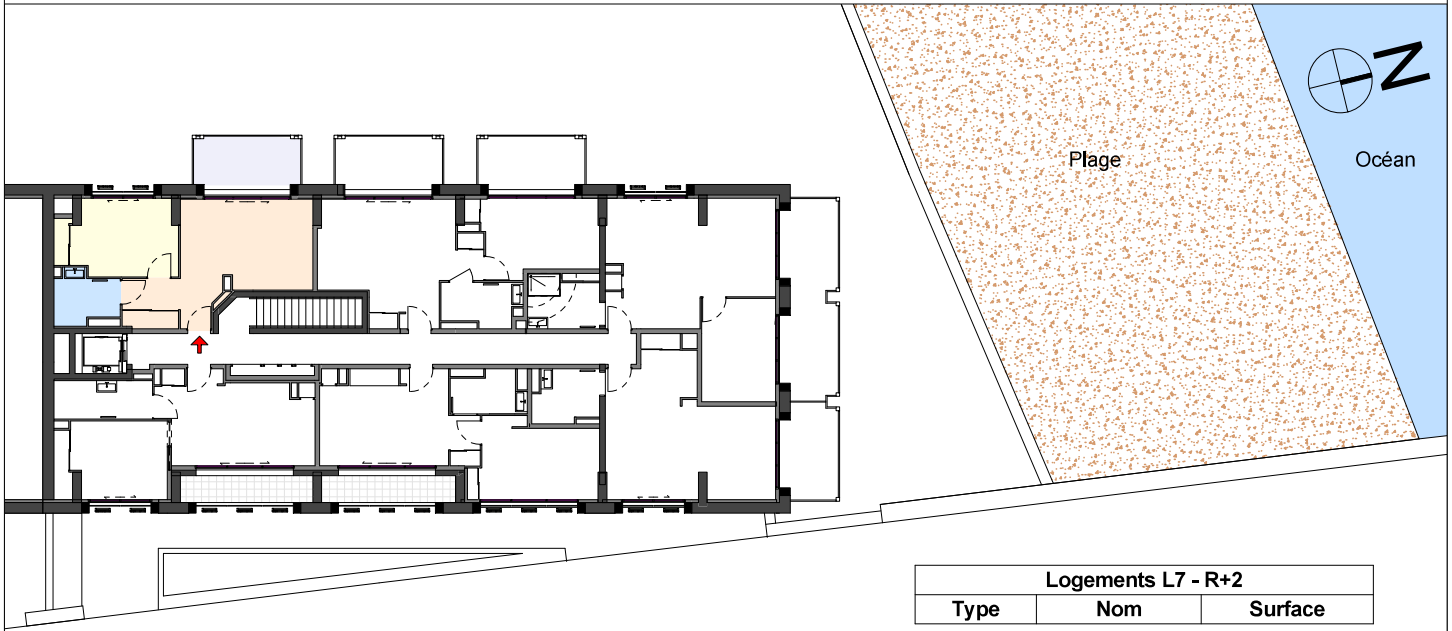 N
Plage
Océan
Logements L7 - R+2
Type Nom Surface